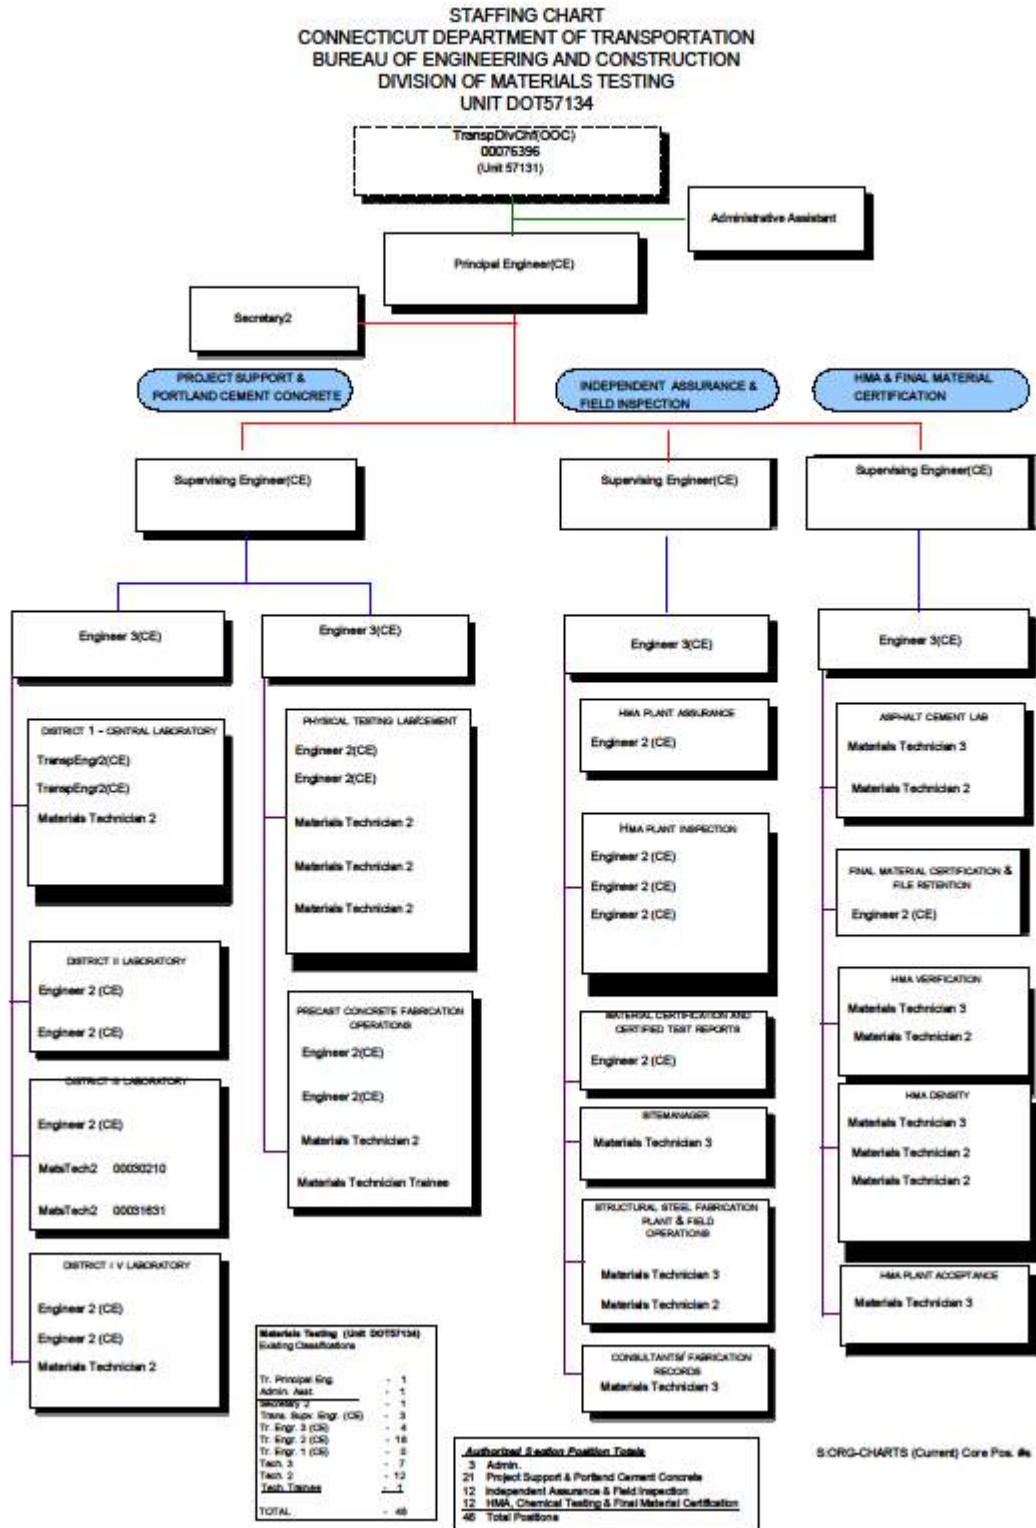 STAFFING CHART
CONNECTICUT DEPARTMENT OF TRANSPORTATION
BUREAU OF ENGINEERING AND CONSTRUCTION
DIVISION OF MATERIALS TESTING
UNIT DOT57134
TranspDivChf(OOC)
00076396
(Unit 57131)
Administrative Assistant
Principal Engineer(CE)
Secretary2
PROJECT SUPPORT &
PORTLAND CEMENT CONCRETE
INDEPENDENT ASSURANCE &
FIELD INSPECTION
HMA & FINAL MATERIAL
CERTIFICATION
Supervising Engineer(CE)
Supervising Engineer(CE)
Supervising Engineer(CE)
Engineer 3(CE)
Engineer 3(CE)
Engineer 3(CE)
Engineer 3(CE)
DISTRICT 1 - CENTRAL LABORATORY
TranspEngr2(CE)
TranspEngr2(CE)
Materials Technician 2
DISTRICT II LABORATORY
Engineer 2 (CE)
Engineer 2 (CE)
DISTRICT III LABORATORY
Engineer 2 (CE)
MatsTech2 00030210
MatsTech2 00031631
DISTRICT I V LABORATORY
Engineer 2 (CE)
Engineer 2 (CE)
Materials Technician 2
PHYSICAL TESTING LAB/CEMENT
Engineer 2(CE)
Engineer 2(CE)
Materials Technician 2
Materials Technician 2
Materials Technician 2
PRECAST CONCRETE FABRICATION
OPERATIONS
Engineer 2(CE)
Engineer 2(CE)
Materials Technician 2
Materials Technician Trainee
HMA PLANT ASSURANCE
Engineer 2 (CE)
HMA PLANT INSPECTION
Engineer 2 (CE)
Engineer 2 (CE)
Engineer 2 (CE)
MATERIAL CERTIFICATION AND
CERTIFIED TEST REPORTS
Engineer 2 (CE)
SITEMANAGER
Materials Technician 3
STRUCTURAL STEEL FABRICATION
PLANT & FIELD
OPERATIONS
Materials Technician 3
Materials Technician 2
CONSULTANTS/ FABRICATION
RECORDS
Materials Technician 3
ASPHALT CEMENT LAB
Materials Technician 3
Materials Technician 2
FINAL MATERIAL CERTIFICATION &
FILE RETENTION
Engineer 2 (CE)
HMA VERIFICATION
Materials Technician 3
Materials Technician 2
HMA DENSITY
Materials Technician 3
Materials Technician 2
Materials Technician 2
HMA PLANT ACCEPTANCE
Materials Technician 3
Materials Testing (Unit DOT57134)
Existing Classifications
Tr. Principal Eng - 1
Admin. Asst. - 1
Secretary 2 - 1
Trans. Supv. Engr. (CE) - 3
Tr. Engr. 3 (CE) - 4
Tr. Engr. 2 (CE) -
Tr. Engr. 1 (CE) -
Tech. 3 - 7
Tech. 2 - 12
Tech. Trainee - 1
TOTAL -
Authorized Section Position Totals
3 Admin.
21 Project Support & Portland Cement Concrete
12 Independent Assurance & Field Inspection
12 HMA, Chemical Testing & Final Material Certification
Total Positions
S:ORG-CHARTS (Current) Core Pos. #s